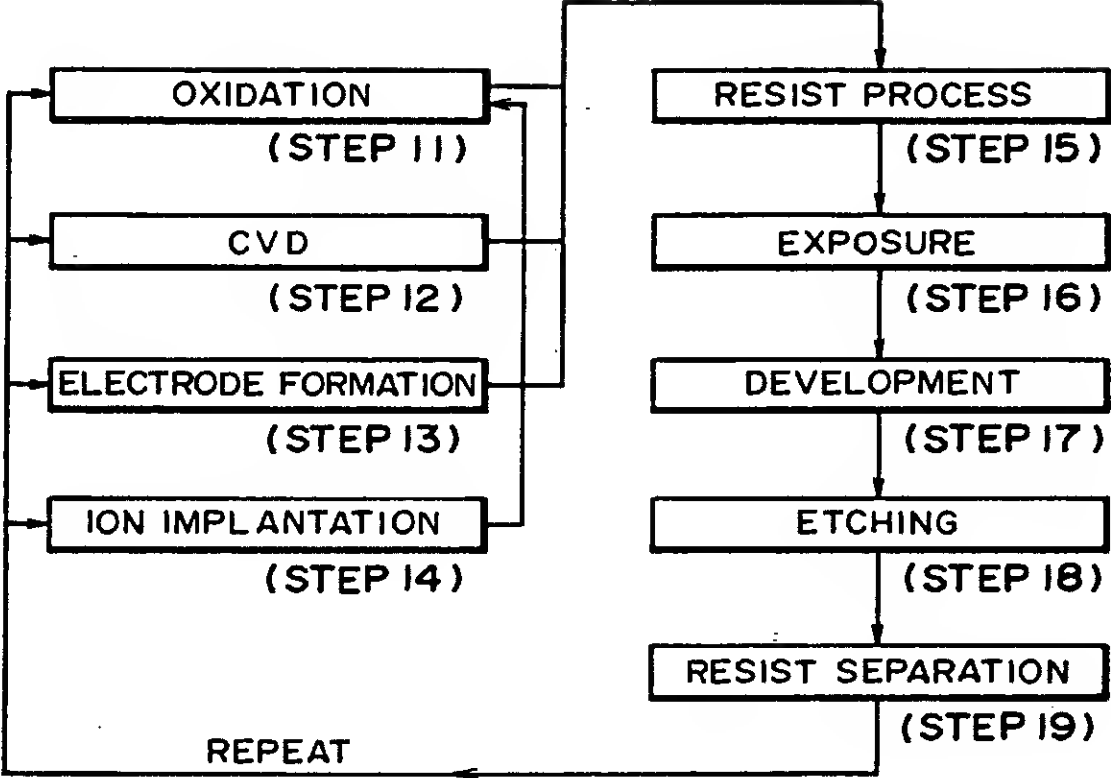 OXIDATION
(STEP 11)
CVD
(STEP 12)
ELECTRODE FORMATION
(STEP 13)
ION IMPLANTATION
(STEP 14)
RESIST PROCESS
(STEP 15)
EXPOSURE
(STEP 16)
DEVELOPMENT
(STEP 17)
ETCHING
(STEP 18)
RESIST SEPARATION
(STEP 19)
REPEAT